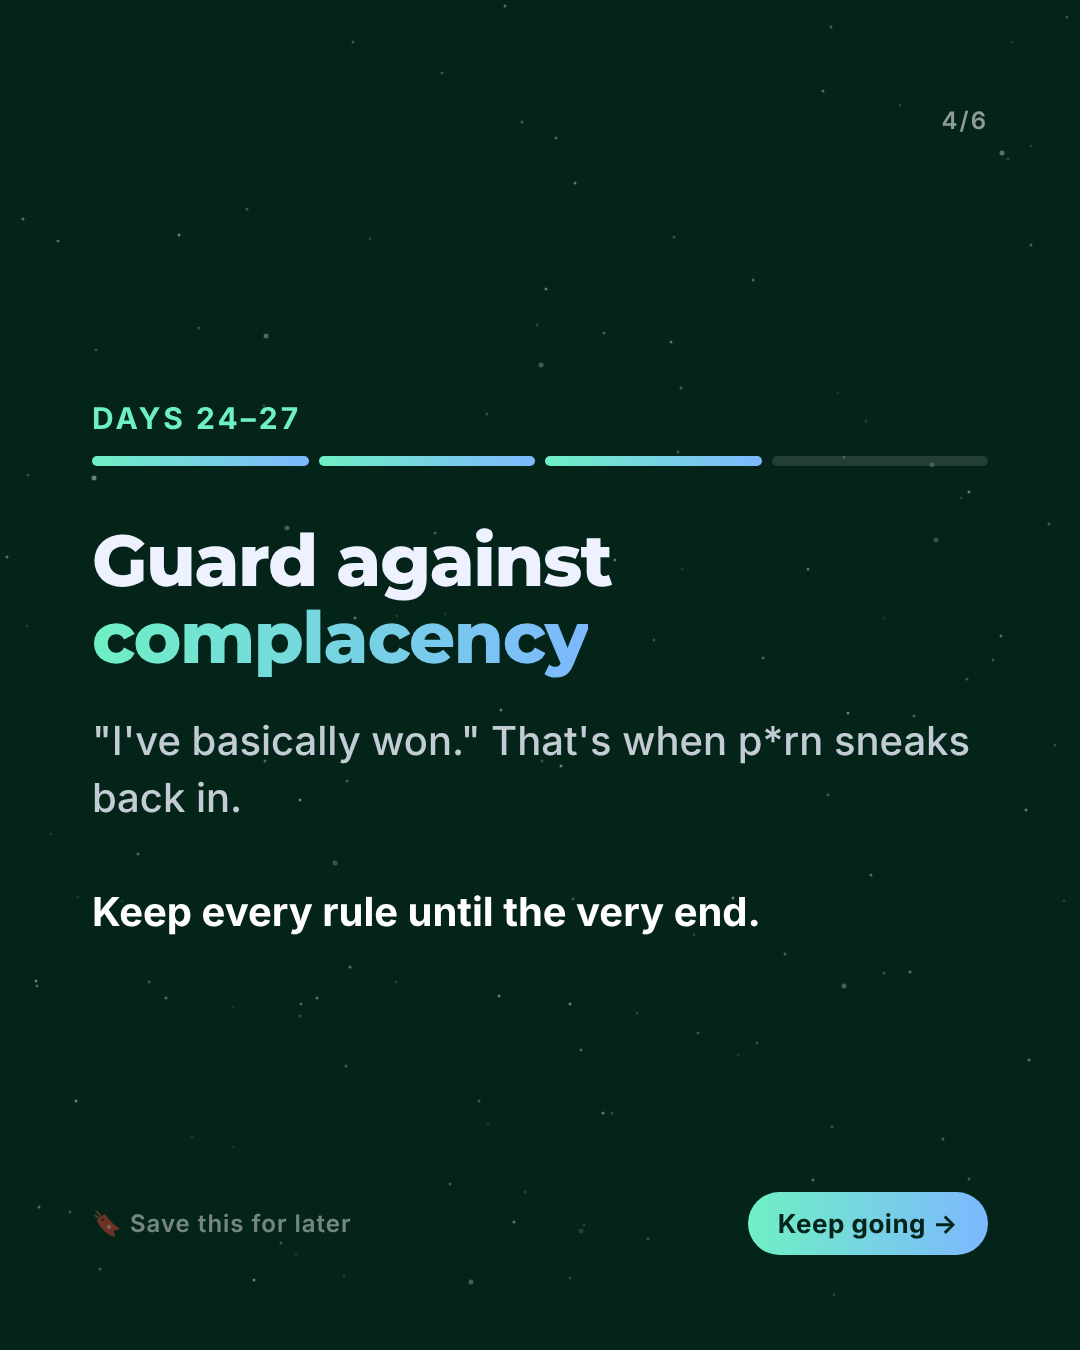 4/6
DAYS 24–27
Guard against
complacency
"I've basically won." That's when p*rn sneaks
back in.
Keep every rule until the very end.
Save this for later
Keep going →